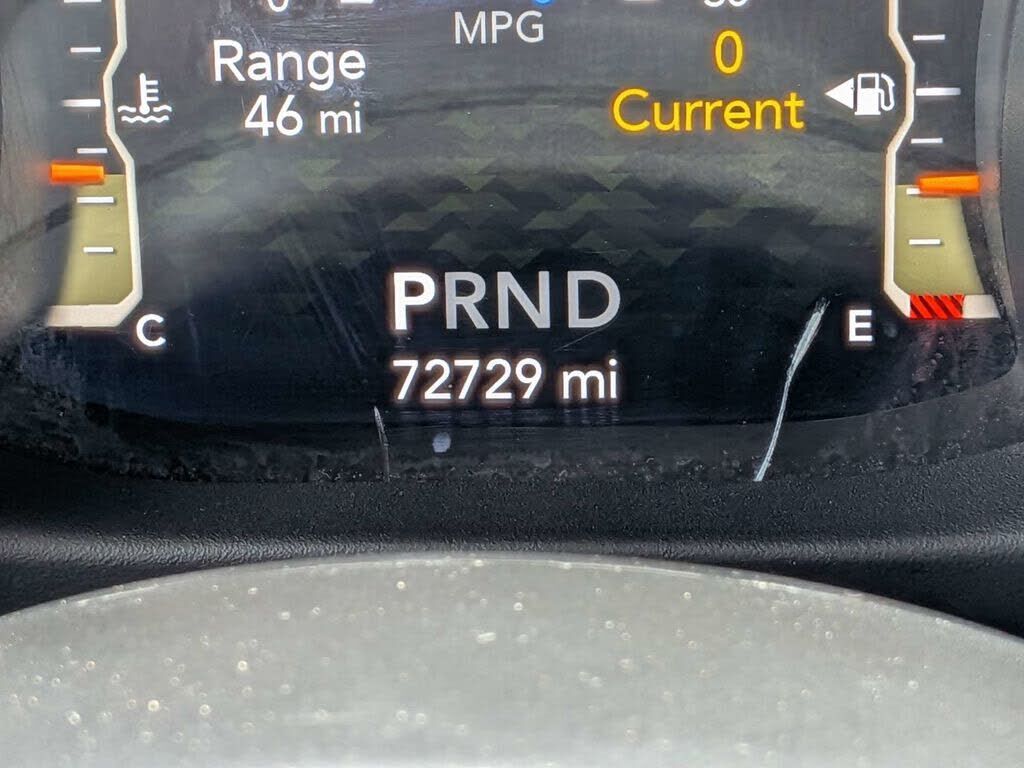 MPG
Range
46 mi
0
Current
PRND
72729 mi
C
E